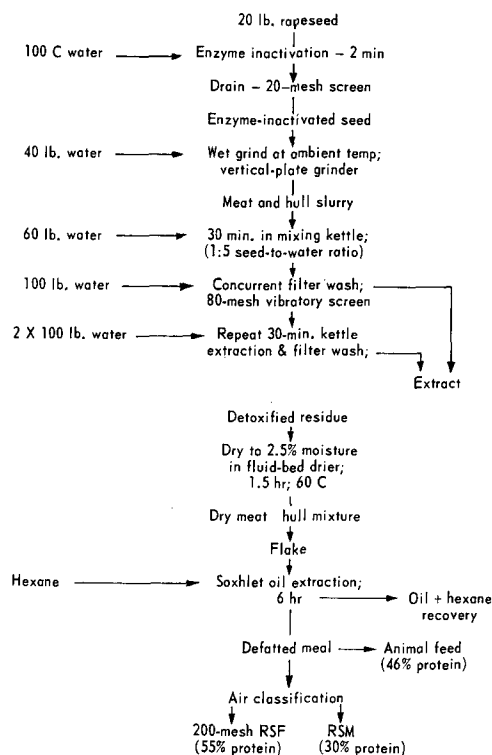 20 lb. rapeseed
100 C water
Enzyme inactivation – 2 min
Drain – 20–mesh screen
Enzyme-inactivated seed
40 lb. water
Wet grind at ambient temp;
vertical-plate grinder
Meat and hull slurry
60 lb. water
30 min. in mixing kettle;
(1:5 seed-to-water ratio)
100 lb. water
Concurrent filter wash;
80-mesh vibratory screen
2 X 100 lb. water
Repeat 30-min. kettle
extraction & filter wash;
Extract
Detoxified residue
Dry to 2.5% moisture
in fluid-bed drier;
1.5 hr; 60 C
Dry meat hull mixture
Flake
Hexane
Soxhlet oil extraction;
6 hr
Oil + hexane
recovery
Defatted meal
Animal feed
(46% protein)
Air classification
200-mesh RSF
(55% protein)
RSM
(30% protein)